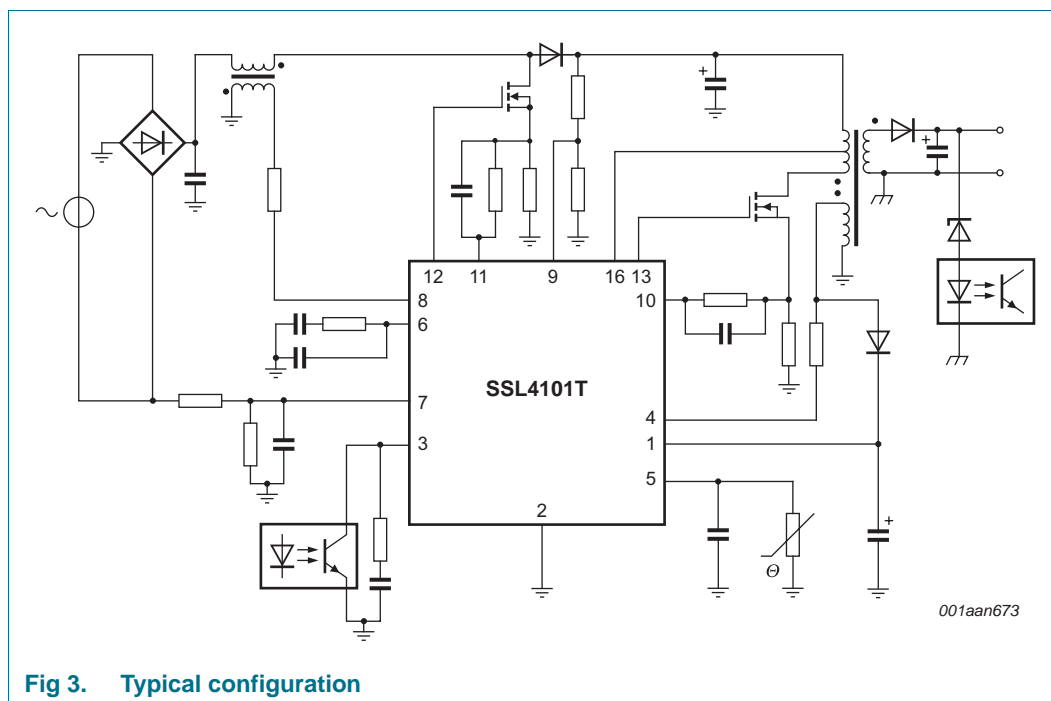 +
+
12 11 9 16 13
8 10
6
SSL4101T
7
4
3 1
5
2
+
Θ
001aan673
Fig 3. Typical configuration